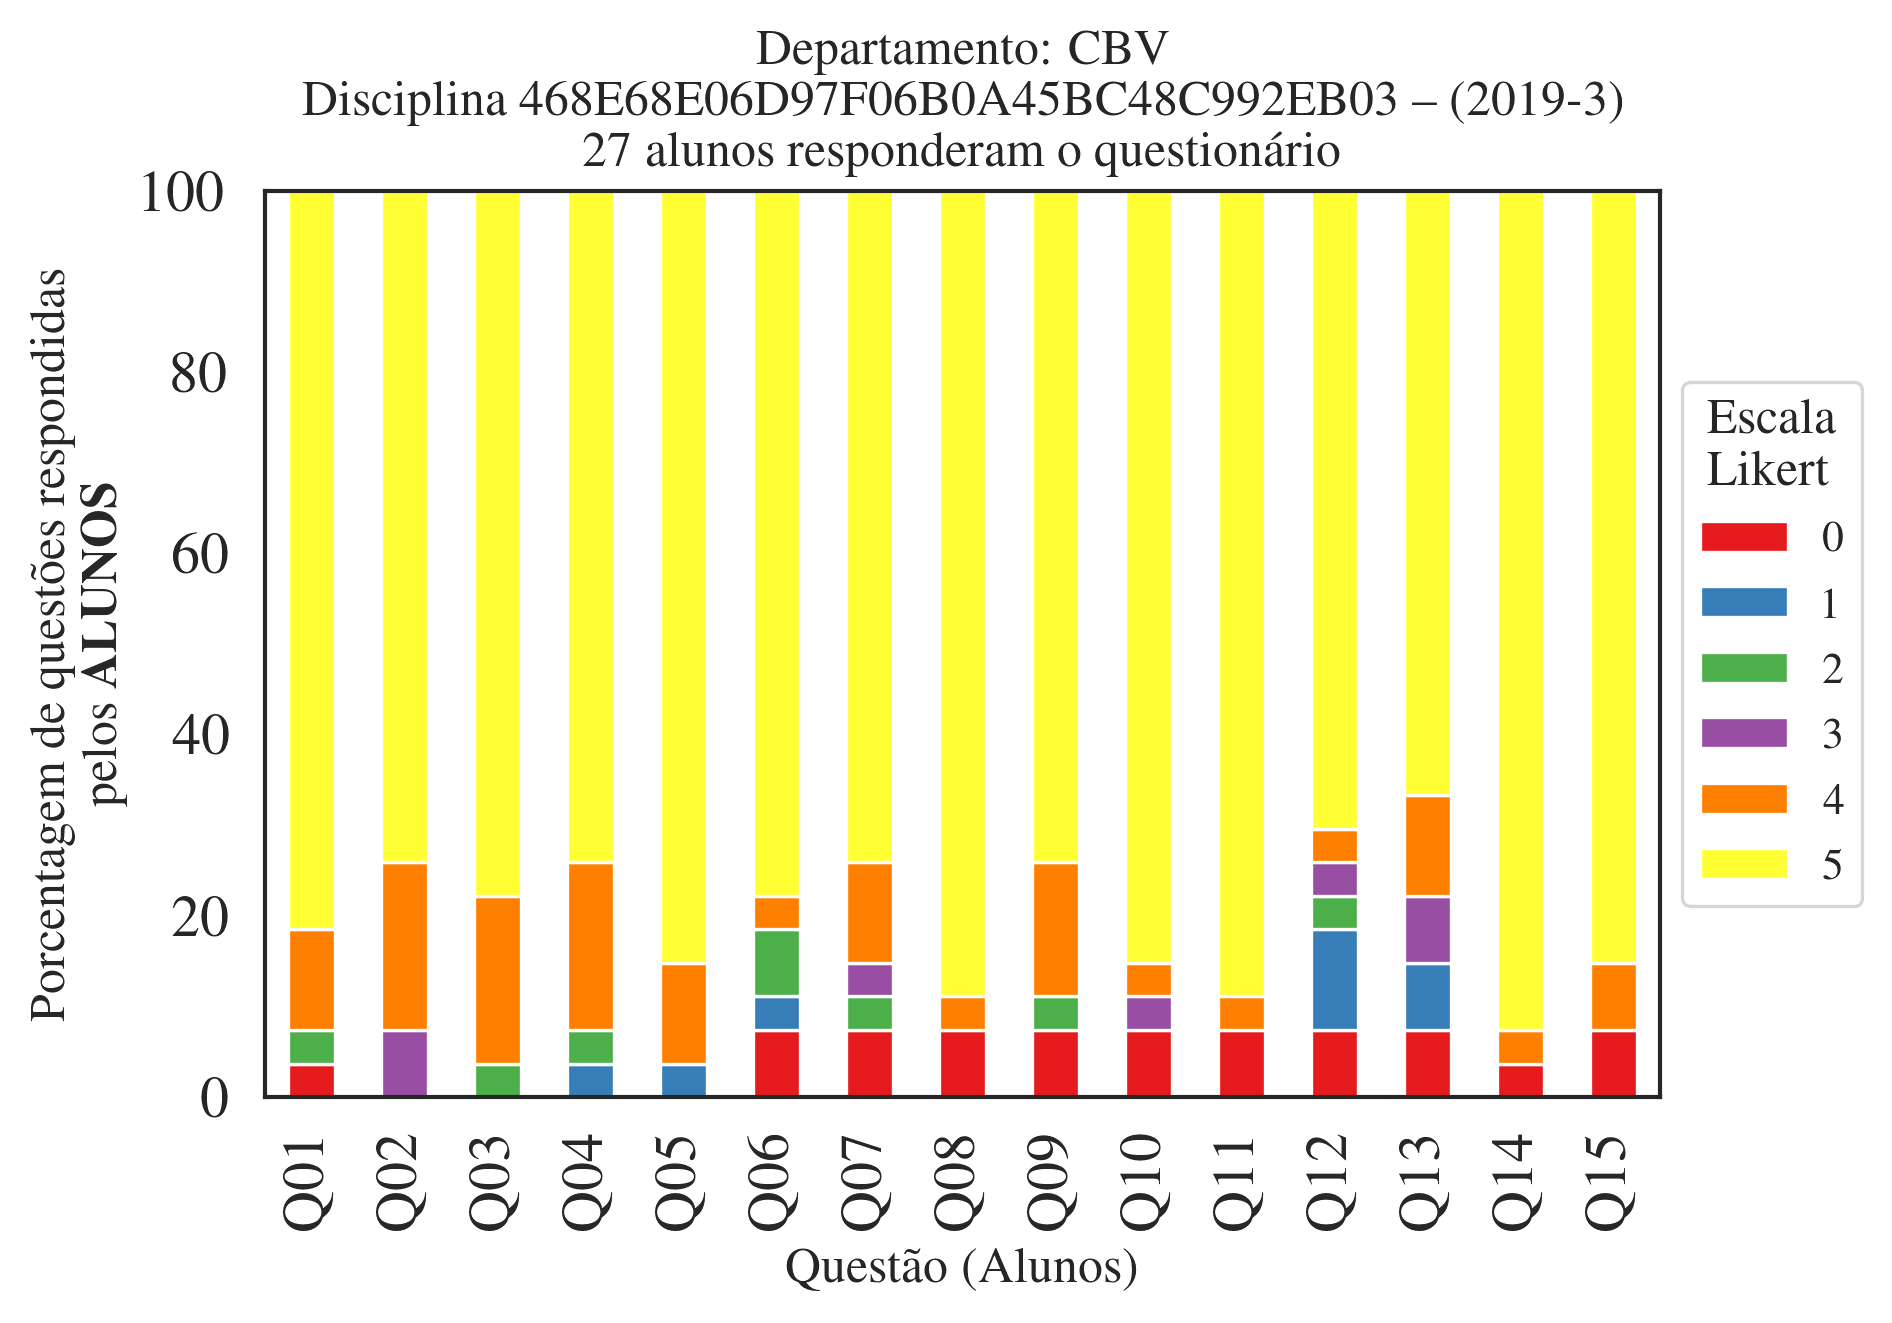 Departamento: CBV
Disciplina 468E68E06D97F06B0A45BC48C992EB03 – (2019-3)
27 alunos responderam o questionário
100
80
60
40
20
0
Porcentagem de questões respondidas
pelos ALUNOS
Q01
Q02
Q03
Q04
Q05
Q06
Q07
Q08
Q09
Q10
Q11
Q12
Q13
Q14
Q15
Questão (Alunos)
Escala
Likert
0
1
2
3
4
5